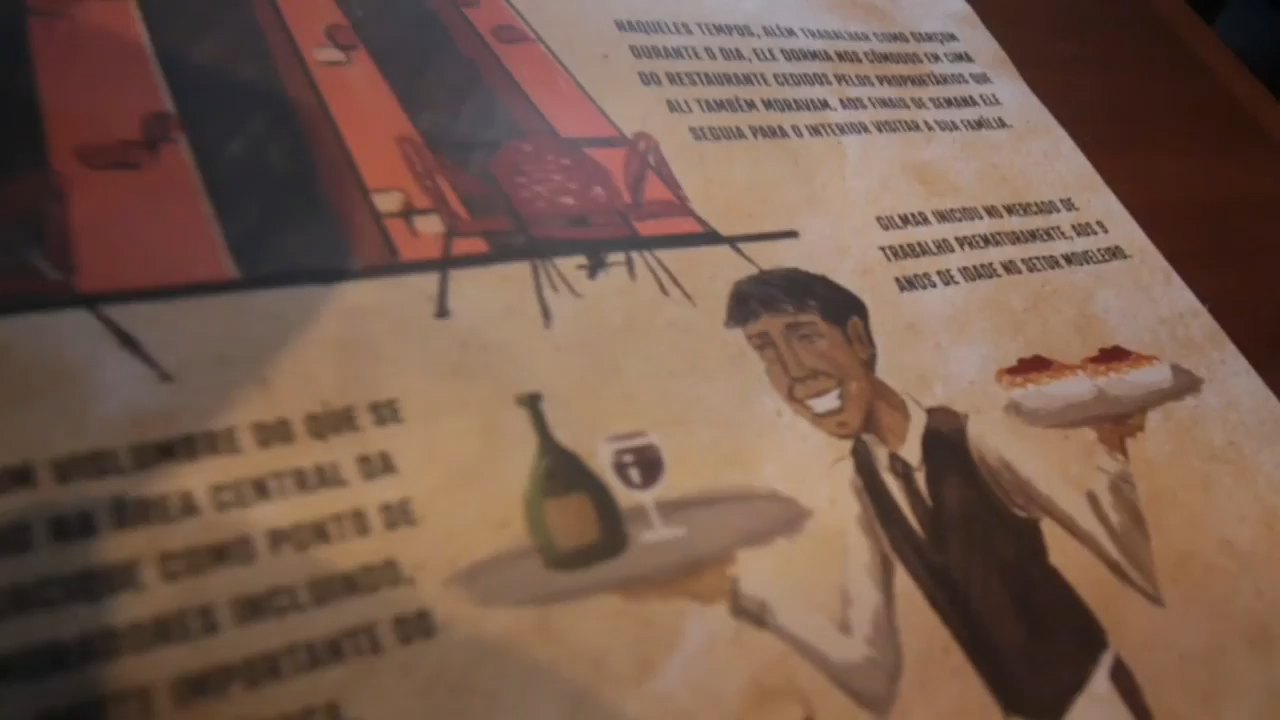 NAQUELES TEMPOS, ALÉM TRABALHAR COMO GARÇOM
DURANTE O DIA, ELE DORMIA NOS CÔMODOS EM CIMA
DO RESTAURANTE CEDIDOS PELOS PROPRIETÁRIOS QUE
ALI TAMBÉM MORAVAM. AOS FINAIS DE SEMANA ELE
SEGUIA PARA O INTERIOR VISITAR A SUA FAMÍLIA.
GILMAR INICIOU NO MERCADO DE
TRABALHO PREMATURAMENTE, AOS 9
ANOS DE IDADE NO SETOR MOVELEIRO.
VISLUMBRE DO QUE SE
NA ÁREA CENTRAL DA
COMO PONTO DE
INCLUINDO,
IMPORTANTE DO